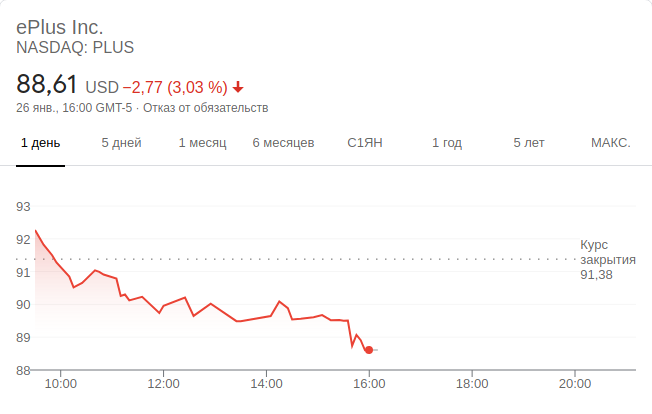 ePlus Inc.
NASDAQ: PLUS
88,61 USD −2,77 (3,03 %)
26 янв., 16:00 GMT-5 · Отказ от обязательств
1 день 5 дней 1 месяц 6 месяцев С1ЯН 1 год 5 лет МАКС.
93
92
91
90
89
88
Курс
закрытия
91,38
10:00 12:00 14:00 16:00 18:00 20:00